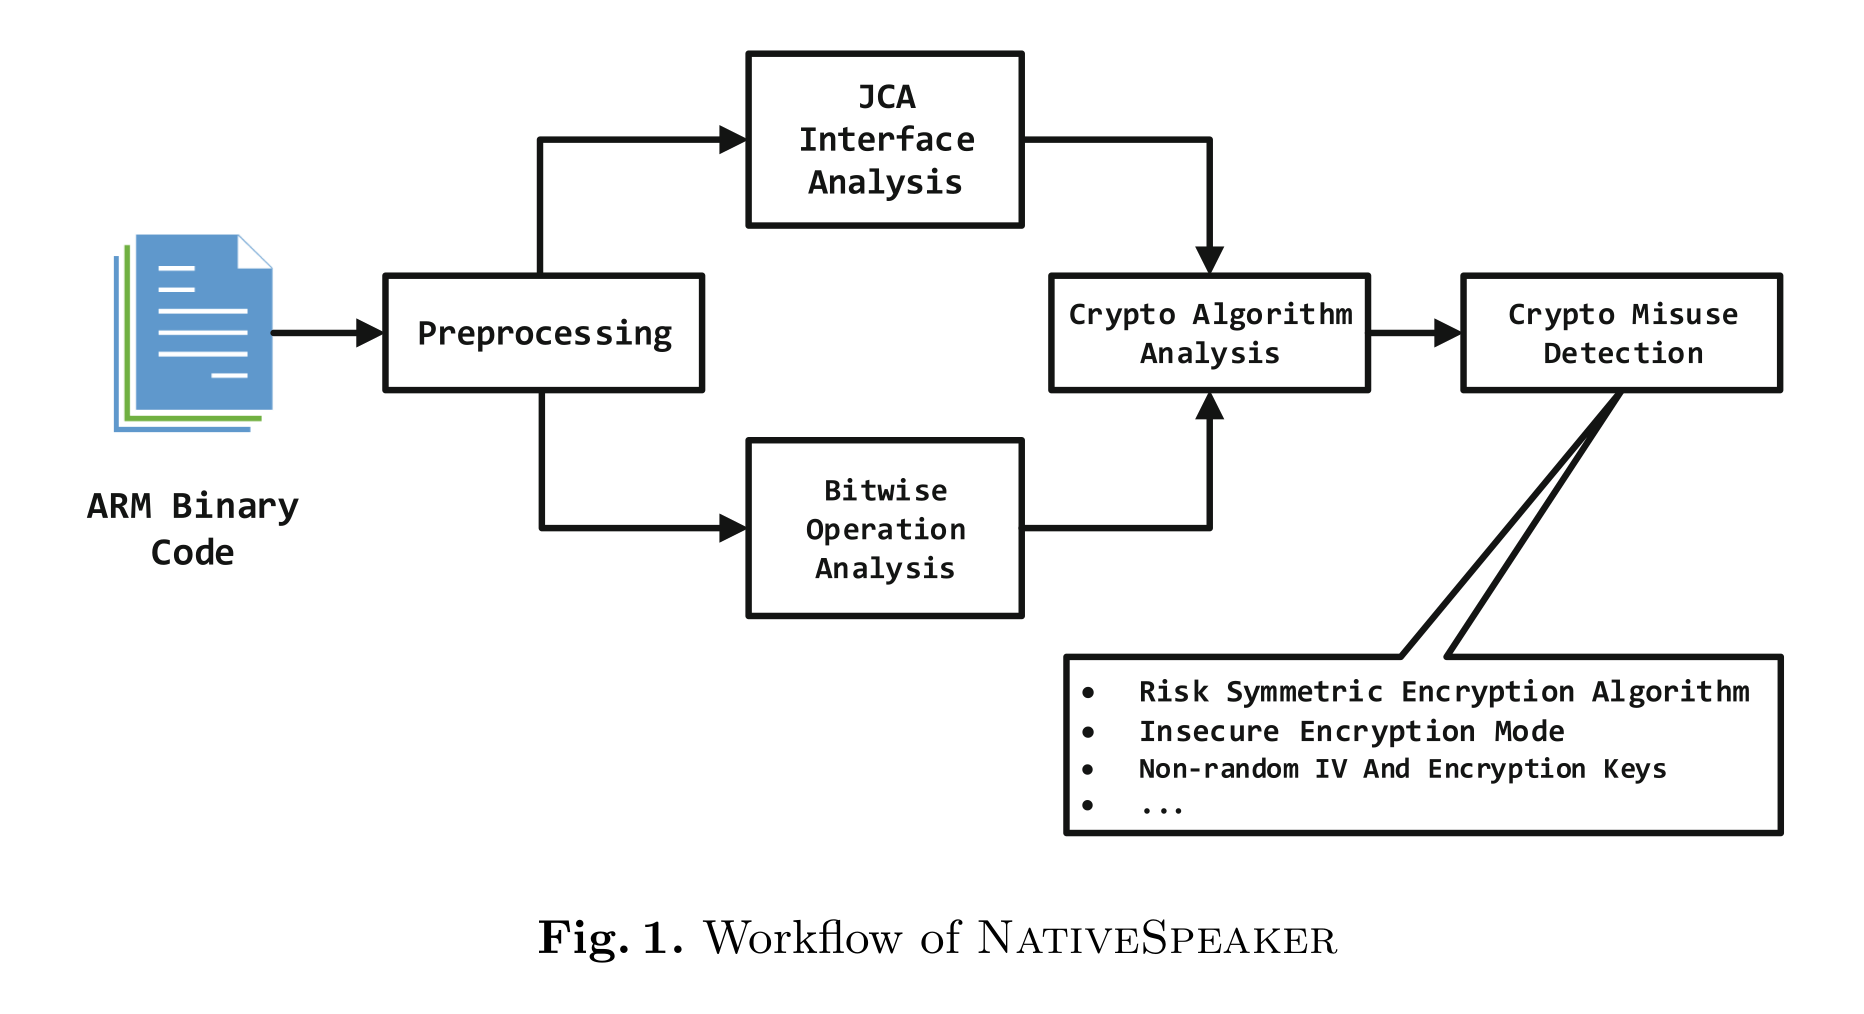 JCA
Interface
Analysis
Preprocessing
Crypto Algorithm
Analysis
Crypto Misuse
Detection
ARM Binary
Code
Bitwise
Operation
Analysis
• Risk Symmetric Encryption Algorithm
• Insecure Encryption Mode
• Non-random IV And Encryption Keys
• ...
Fig. 1. Workflow of NATIVESPEAKER